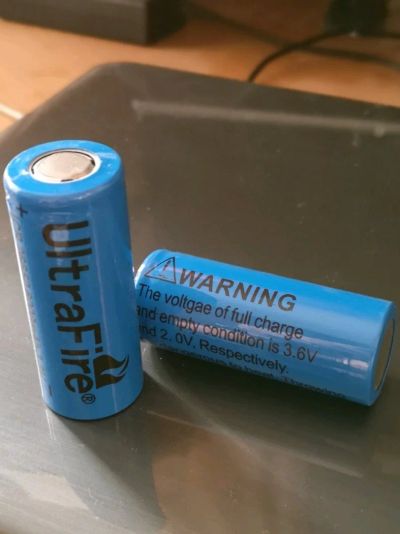 UltraFire®
⚠WARNING
The voltgae of full charge
and empty condition is 3.6V
and 2. 0V. Respectively.